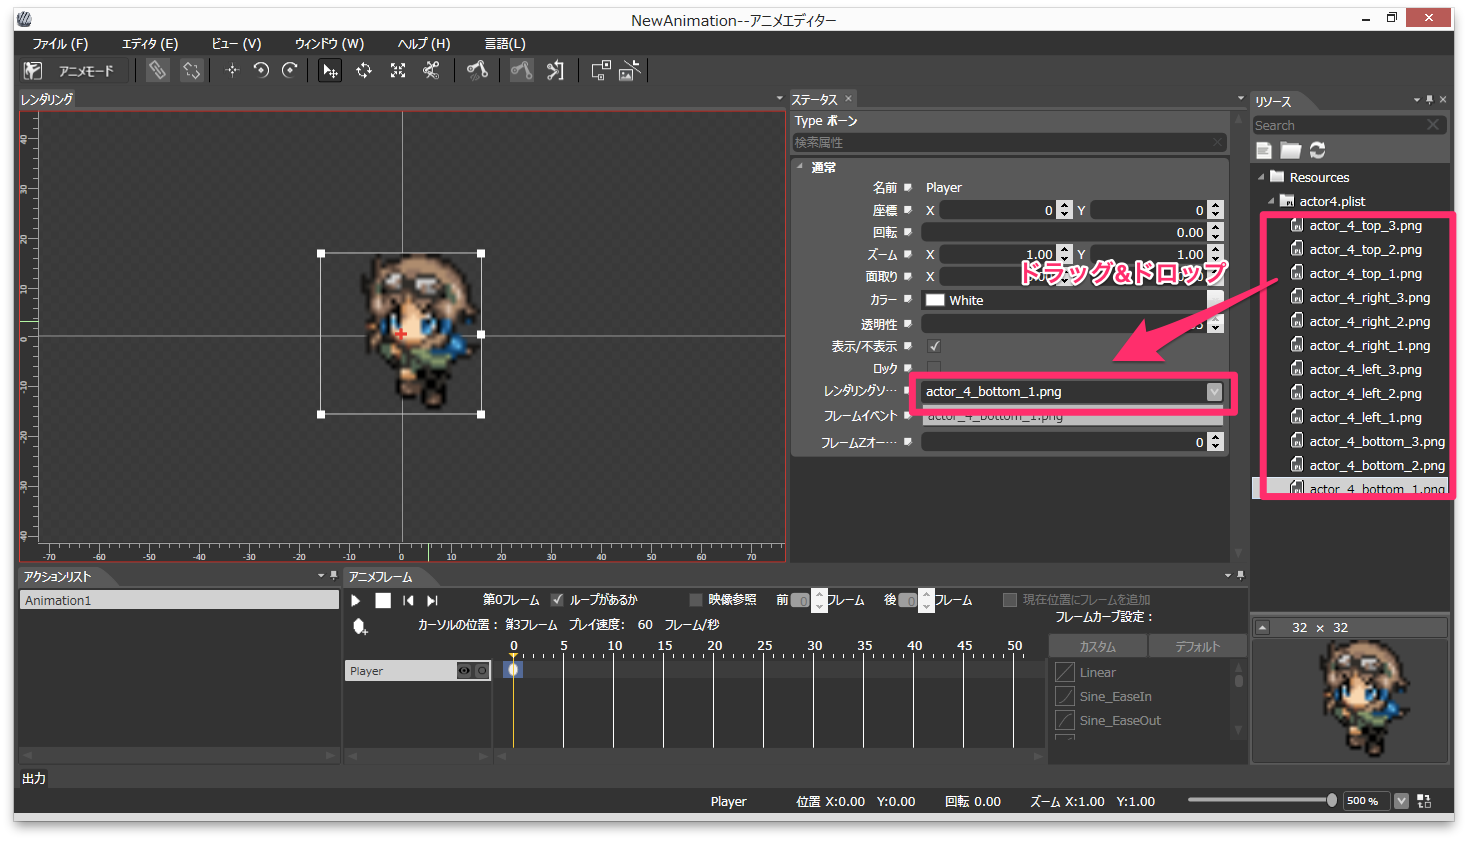 NewAnimation--アニメエディター
ファイル (F) エディタ (E) ビュー (V) ウィンドウ (W) ヘルプ (H) 言語(L)
アニメモード
レンダリング
40
30
20
10
0
-10
-20
-30
-40
-70 -60 -50 -40 -30 -20 -10 0 10 20 30 40 50 60 70
ステータス ×
Type ボーン
検索属性
通常
名前 Player
座標 X 0 Y 0
回転 0.00
ズーム X 1.00 Y 1.00
面取り X
ドラッグ&ドロップ
カラー White
透明性
表示/不表示
ロック
レンダリングソ…
actor_4_bottom_1.png
フレームイベント actor_4_bottom_1.png
フレームZオー… 0
リソース
Search
Resources
actor4.plist
actor_4_top_3.png
actor_4_top_2.png
actor_4_top_1.png
actor_4_right_3.png
actor_4_right_2.png
actor_4_right_1.png
actor_4_left_3.png
actor_4_left_2.png
actor_4_left_1.png
actor_4_bottom_3.png
actor_4_bottom_2.png
actor_4_bottom_1.png
32 × 32
アクションリスト
Animation1
アニメフレーム
第0フレーム ループがあるか 映像参照 前 0 フレーム 後 0 フレーム 現在位置にフレームを追加
カーソルの位置： 第3フレーム プレイ速度： 60 フレーム/秒
フレームカーブ設定：
0 5 10 15 20 25 30 35 40 45 50
Player
カスタム デフォルト
Linear
Sine_EaseIn
Sine_EaseOut
出力
Player 位置 X:0.00 Y:0.00 回転 0.00 ズーム X:1.00 Y:1.00 500 %